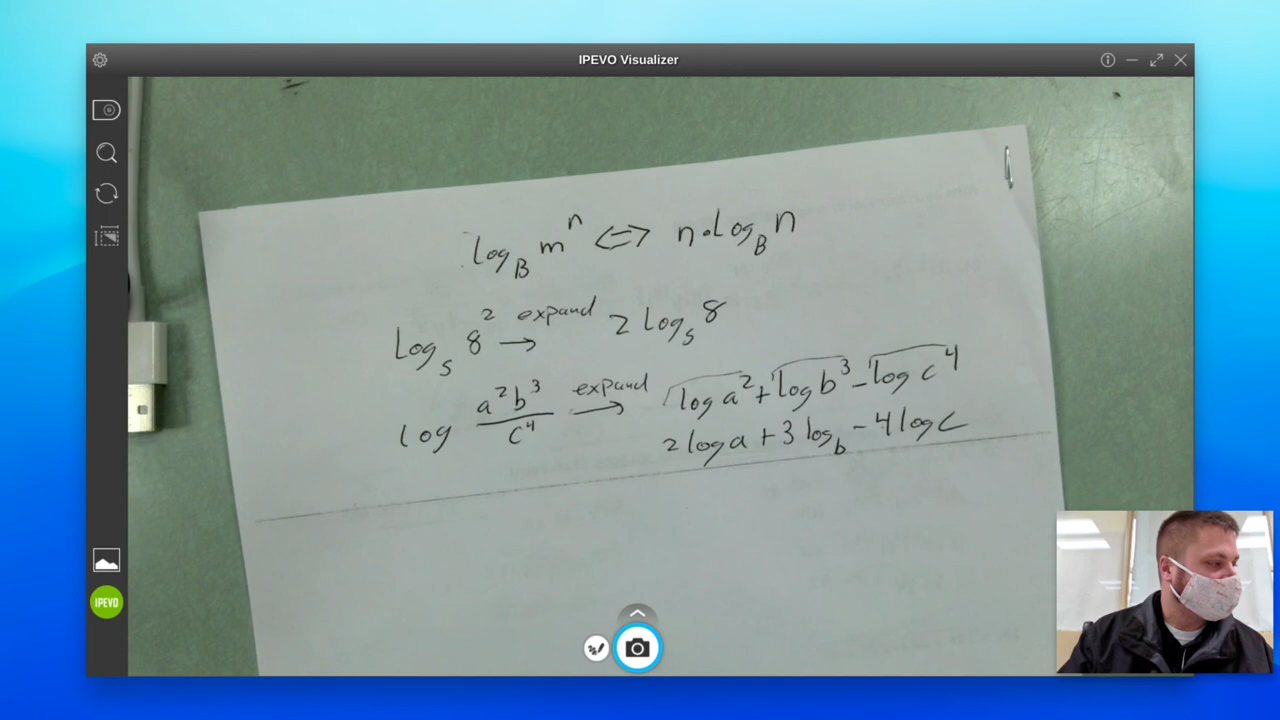 IPEVO Visualizer
log_B m^n ⇔ n·log_B n
log_5 8^2 expand → 2 log_5 8
log a^2b^3/c^4 expand → log a^2 + log b^3 - log c^4
2 log a + 3 log_b - 4 log c
IPEVO